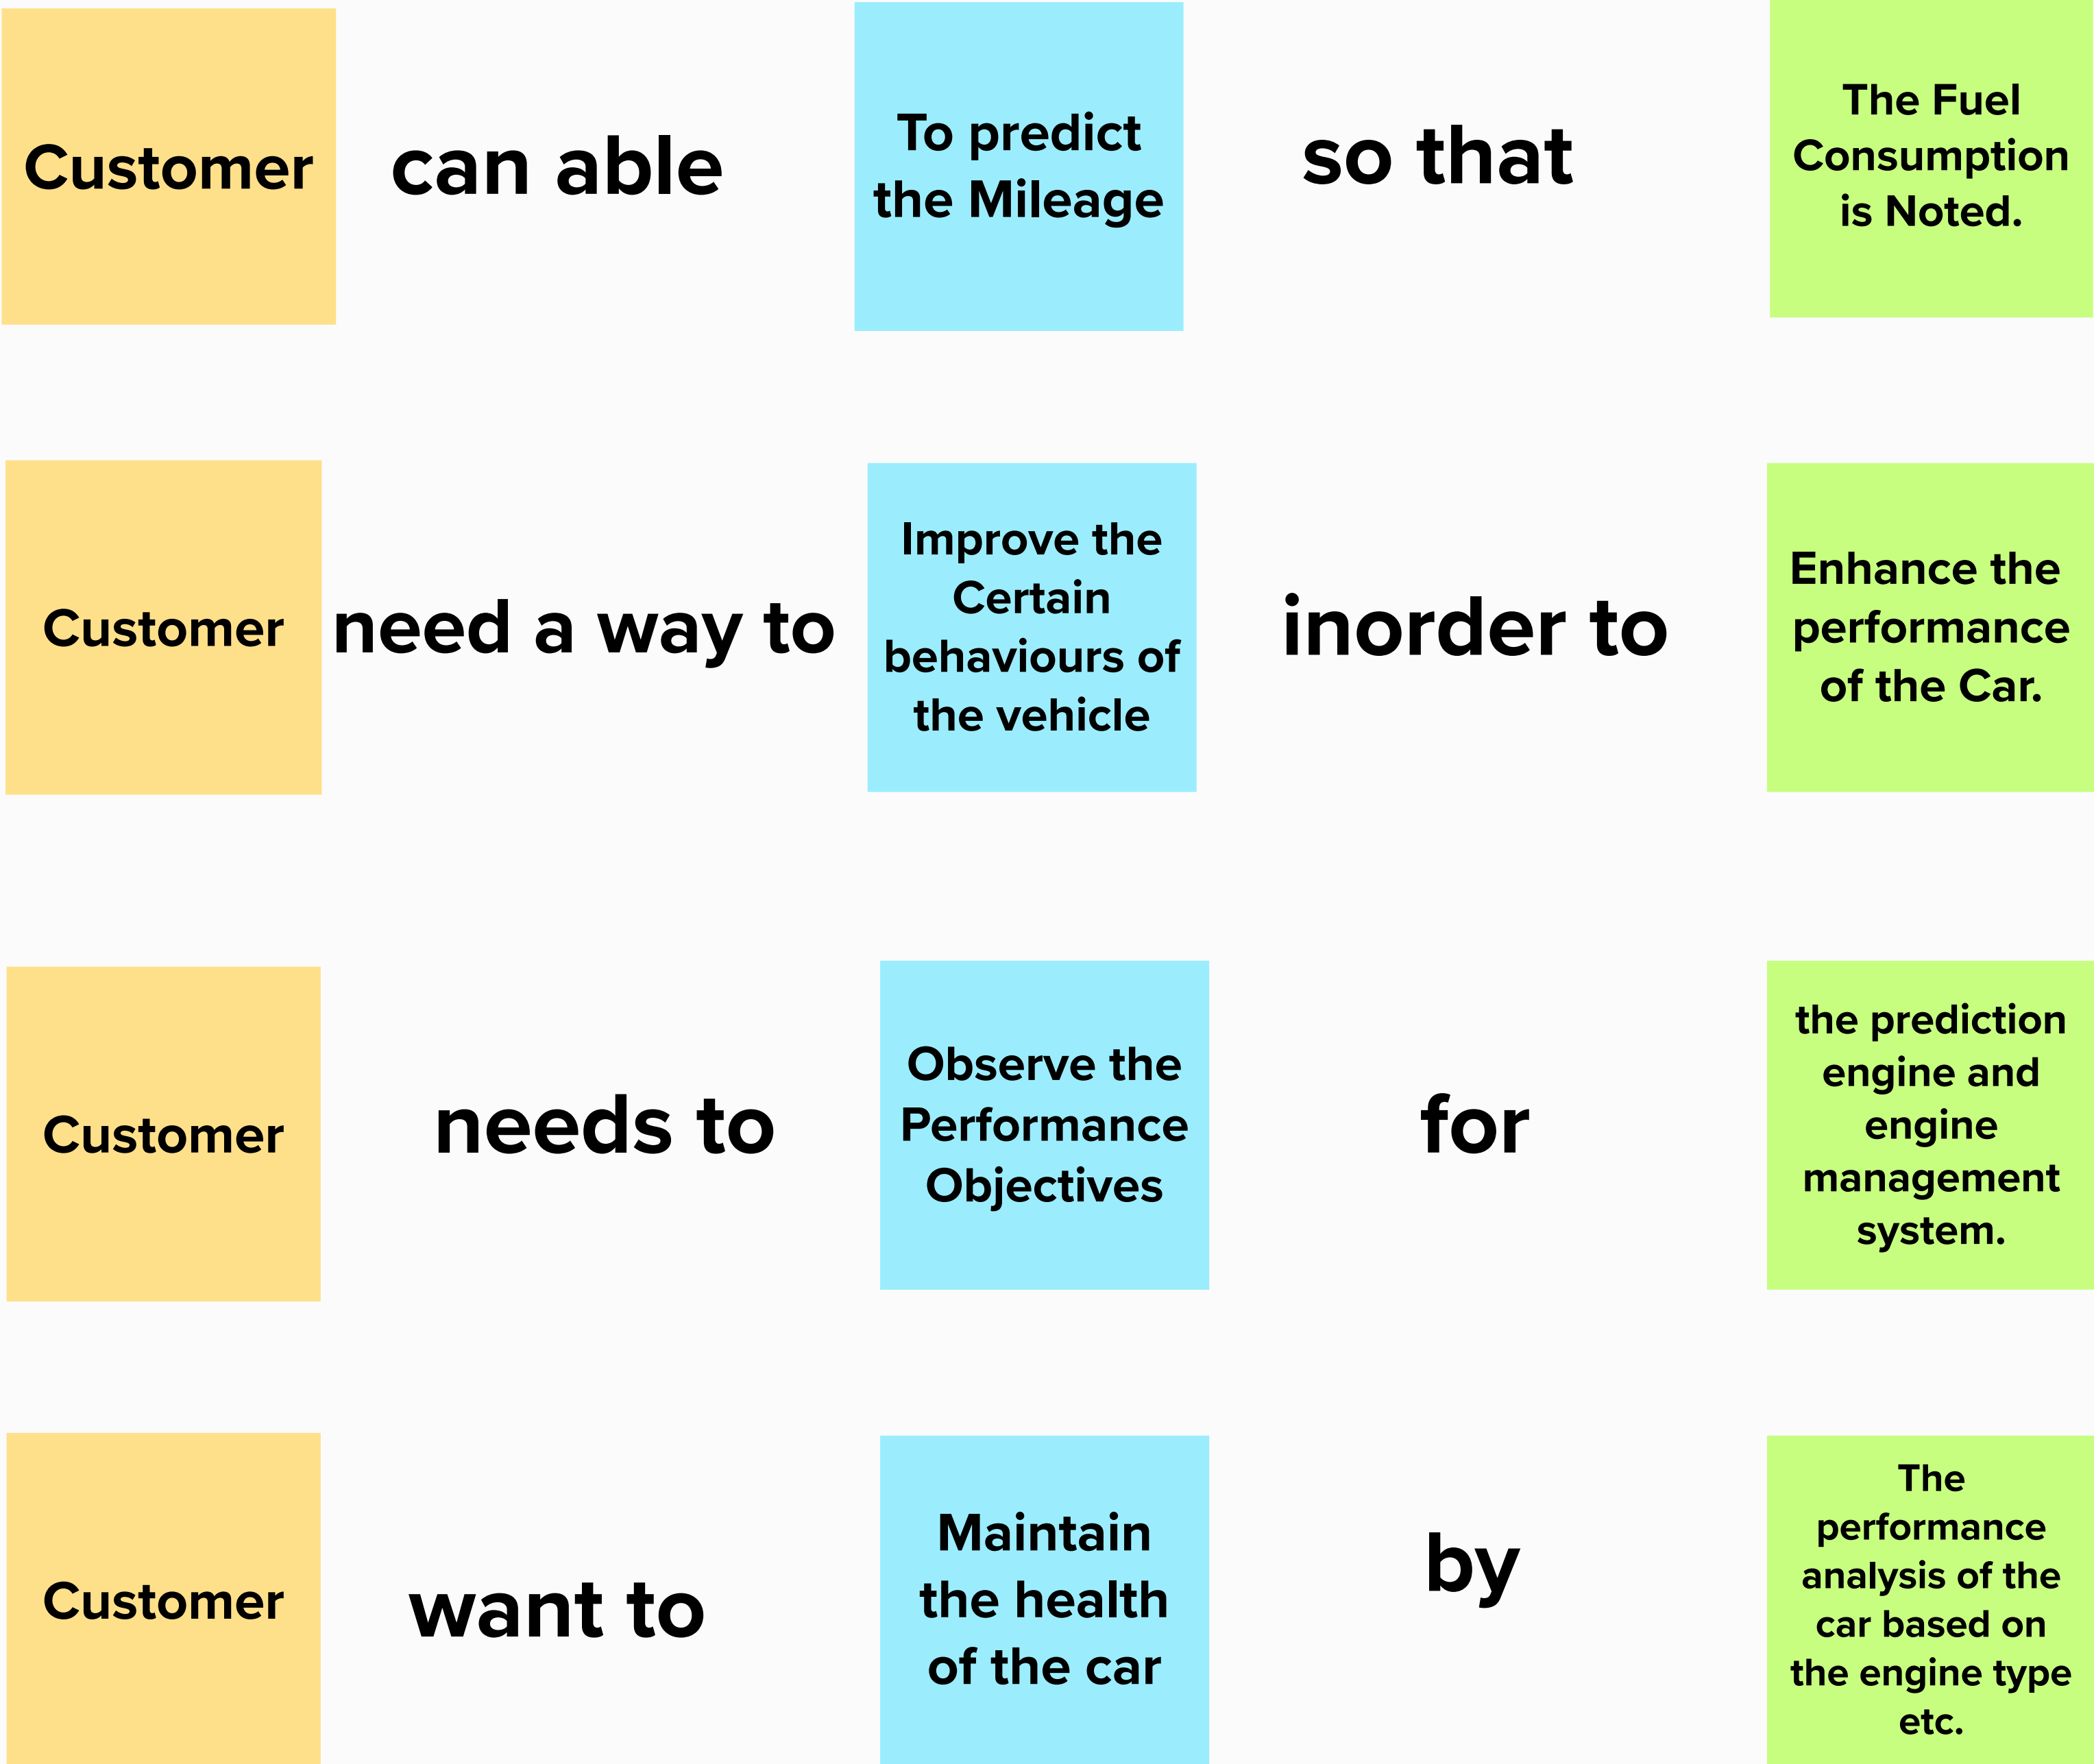 Customer
can able
To predict
the Mileage
so that
The Fuel
Consumption
is Noted.
Customer
need a way to
Improve the
Certain
behaviours of
the vehicle
inorder to
Enhance the
performance
of the Car.
Customer
needs to
Observe the
Performance
Objectives
for
the prediction
engine and
engine
management
system.
Customer
want to
Maintain
the health
of the car
by
The
performance
analysis of the
car based on
the engine type
etc.